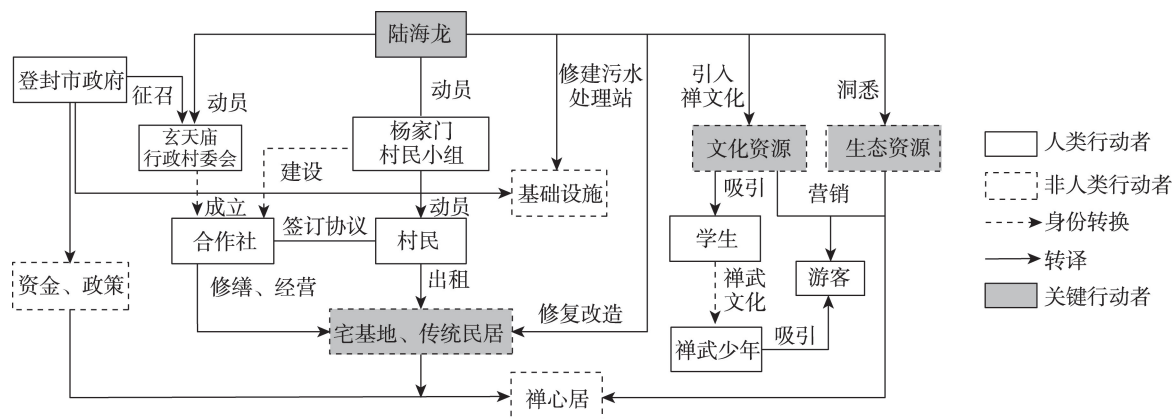 陆海龙
登封市政府
征召
动员
动员
修建污水
处理站
引入
禅文化
洞悉
玄天庙
行政村委会
杨家门
村民小组
文化资源
生态资源
建设
基础设施
吸引
营销
成立
签订协议
动员
合作社
村民
学生
游客
资金、政策
修缮、经营
出租
禅武
文化
宅基地、传统民居
修复改造
禅武少年
吸引
禅心居
人类行动者
非人类行动者
身份转换
转译
关键行动者